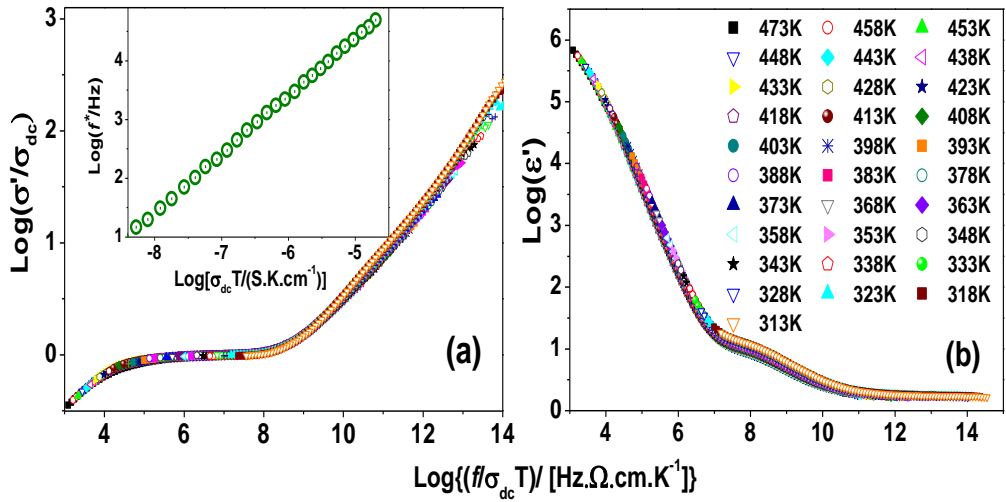 3
2
1
0
Log(σ'/σdc)
4
3
2
1
Log(f*/Hz)
-8 -7 -6 -5
Log[σdcT/(S.K.cm-1)]
(a)
4 6 8 10 12 14
6
5
4
3
2
1
0
Log(ε')
473K 458K 453K
448K 443K 438K
433K 428K 423K
418K 413K 408K
403K 398K 393K
388K 383K 378K
373K 368K 363K
358K 353K 348K
343K 338K 333K
328K 323K 318K
313K
(b)
4 6 8 10 12 14
Log{(f/σdcT)/ [Hz.Ω.cm.K-1]}